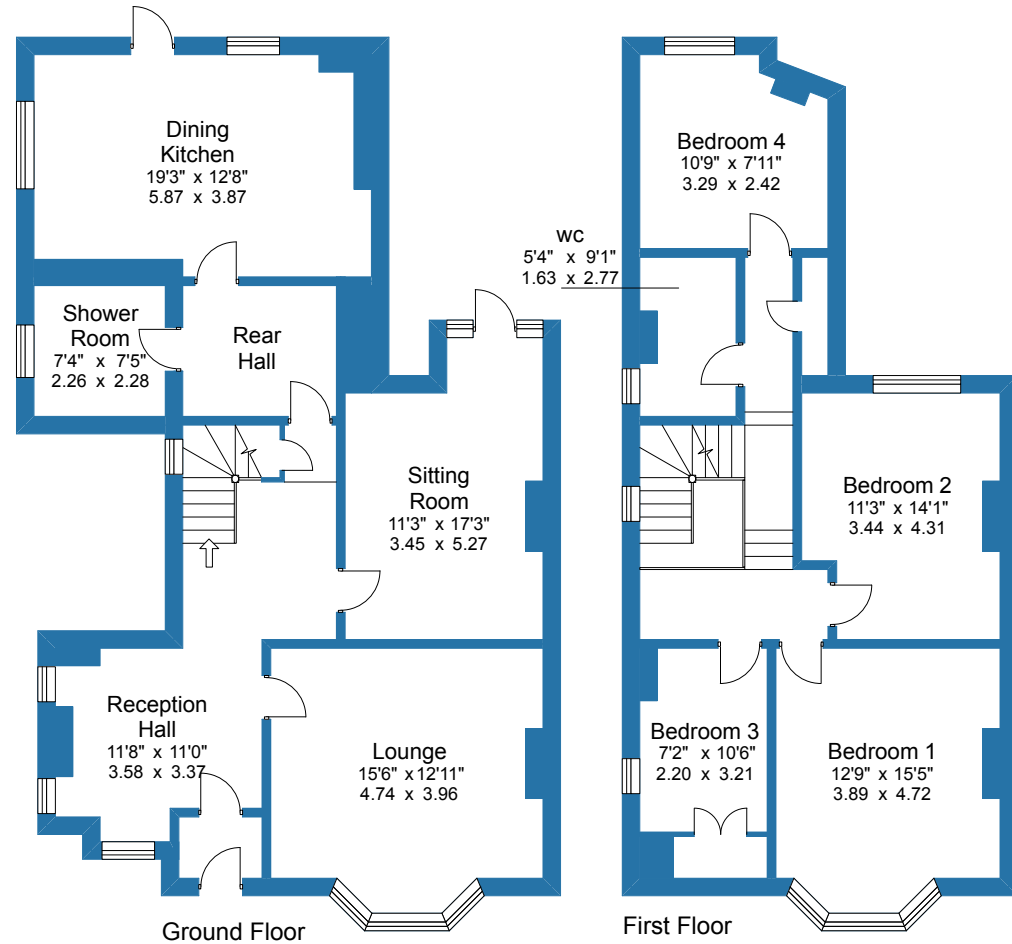 Dining
Kitchen
19'3" x 12'8"
5.87 x 3.87
Shower
Room
7'4" x 7'5"
2.26 x 2.28
Rear
Hall
Sitting
Room
11'3" x 17'3"
3.45 x 5.27
Reception
Hall
11'8" x 11'0"
3.58 x 3.37
Lounge
15'6" x 12'11"
4.74 x 3.96
Ground Floor
Bedroom 4
10'9" x 7'11"
3.29 x 2.42
wc
5'4" x 9'1"
1.63 x 2.77
Bedroom 2
11'3" x 14'1"
3.44 x 4.31
Bedroom 3
7'2" x 10'6"
2.20 x 3.21
Bedroom 1
12'9" x 15'5"
3.89 x 4.72
First Floor